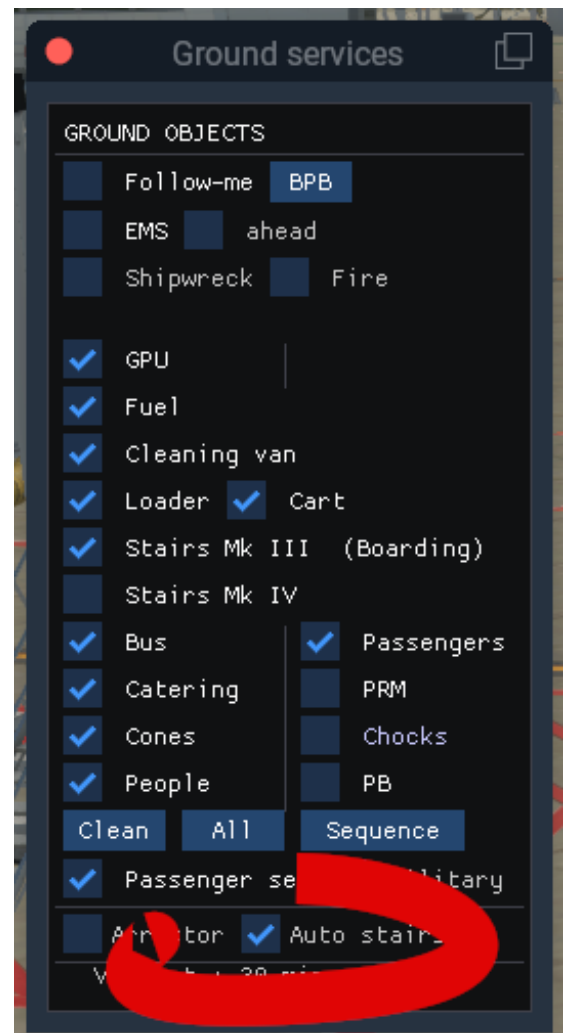 Ground services
GROUND OBJECTS
Follow-me BPB
EMS ahead
Shipwreck Fire
GPU
Fuel
Cleaning van
Loader Cart
Stairs Mk III (Boarding)
Stairs Mk IV
Bus Passengers
Catering PRM
Cones Chocks
People PB
Clean All Sequence
Passenger
Auto